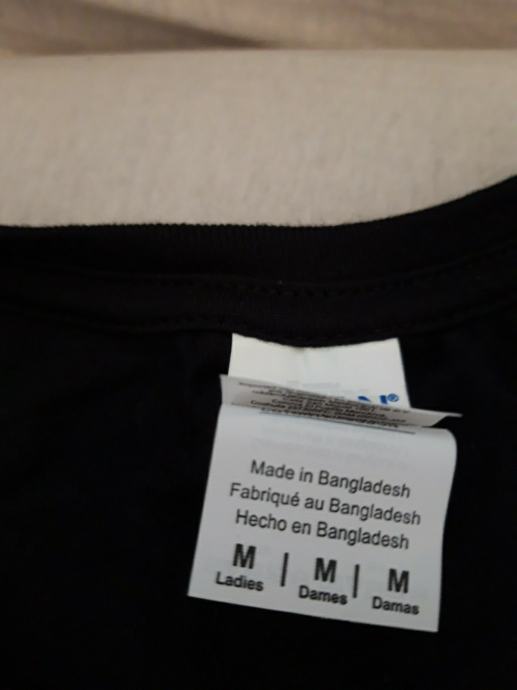 N®
Made in Bangladesh
Fabriqué au Bangladesh
Hecho en Bangladesh
M | M | M
Ladies Dames Damas